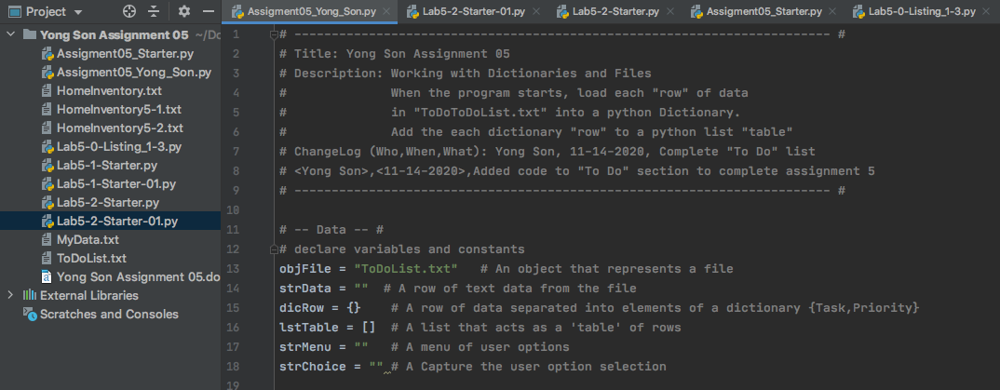 Project
Yong Son Assignment 05 ~/Do
Assigment05_Starter.py
Assigment05_Yong_Son.py
HomeInventory.txt
HomeInventory5-1.txt
HomeInventory5-2.txt
Lab5-0-Listing_1-3.py
Lab5-1-Starter.py
Lab5-1-Starter-01.py
Lab5-2-Starter.py
Lab5-2-Starter-01.py
MyData.txt
ToDoList.txt
Yong Son Assignment 05.do
External Libraries
Scratches and Consoles
Assigment05_Yong_Son.py Lab5-2-Starter-01.py Lab5-2-Starter.py Assigment05_Starter.py Lab5-0-Listing_1-3.py
1 # ---------------------------------------------------------------------- #
2 # Title: Yong Son Assignment 05
3 # Description: Working with Dictionaries and Files
4 #              When the program starts, load each "row" of data
5 #              in "ToDoToDoList.txt" into a python Dictionary.
6 #              Add the each dictionary "row" to a python list "table"
7 # ChangeLog (Who,When,What): Yong Son, 11-14-2020, Complete "To Do" list
8 # <Yong Son>,<11-14-2020>,Added code to "To Do" section to complete assignment 5
9 # ---------------------------------------------------------------------- #
10
11 # -- Data -- #
12 # declare variables and constants
13 objFile = "ToDoList.txt"   # An object that represents a file
14 strData = ""  # A row of text data from the file
15 dicRow = {}    # A row of data separated into elements of a dictionary {Task,Priority}
16 lstTable = []  # A list that acts as a 'table' of rows
17 strMenu = ""   # A menu of user options
18 strChoice = "" # A Capture the user option selection
19